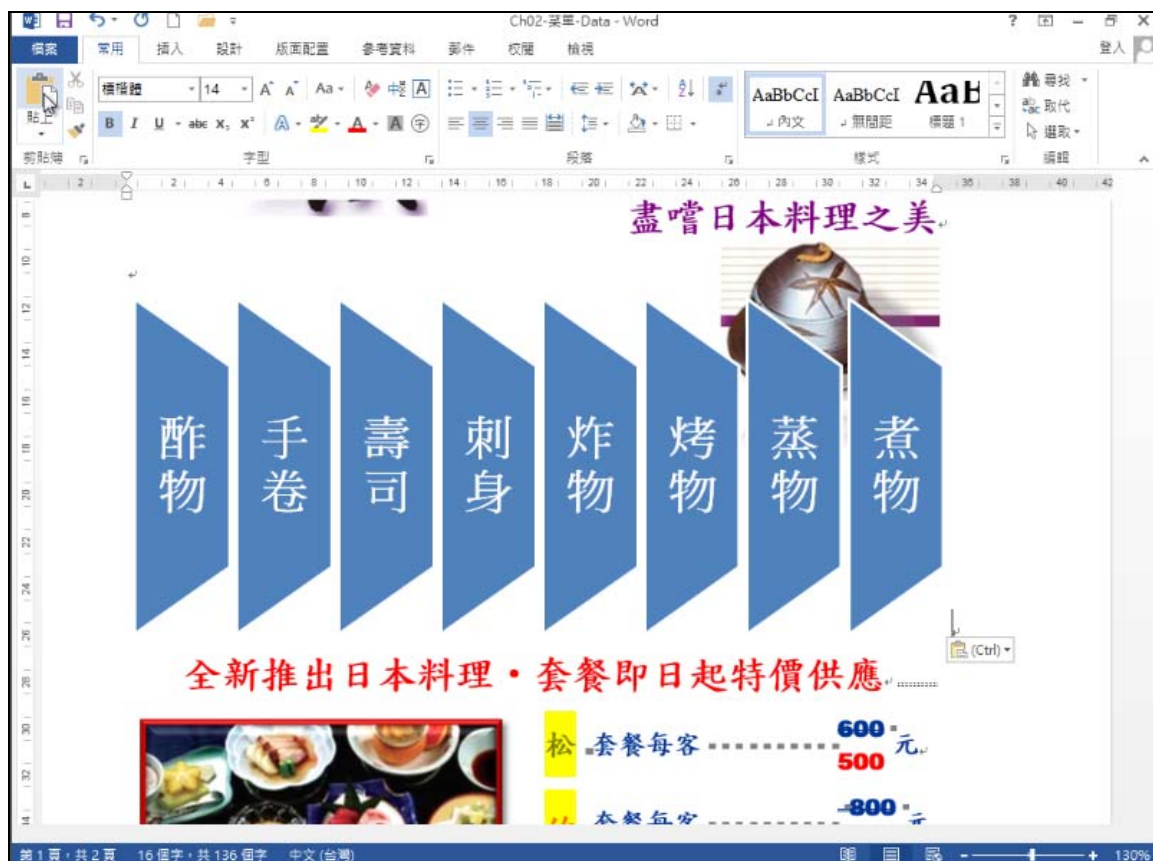 Ch02-菜單-Data - Word
檔案 常用 插入 設計 版面配置 參考資料 郵件 校閱 檢視 登入
標楷體 14 Aa
貼上
B I U abc X₂ X² A A A 字
AaBbCcI AaBbCcI AaB
內文 無間距 標題 1
尋找
取代
選取
剪貼簿 字型 段落 樣式 編輯
盡嚐日本料理之美
酢物 手卷 壽司 刺身 炸物 烤物 蒸物 煮物
(Ctrl)
全新推出日本料理・套餐即日起特價供應
松 套餐每客 600 元
500
套餐每客 800 元
第 1 頁，共 2 頁 16 個字，共 136 個字 中文 (台灣) 130%